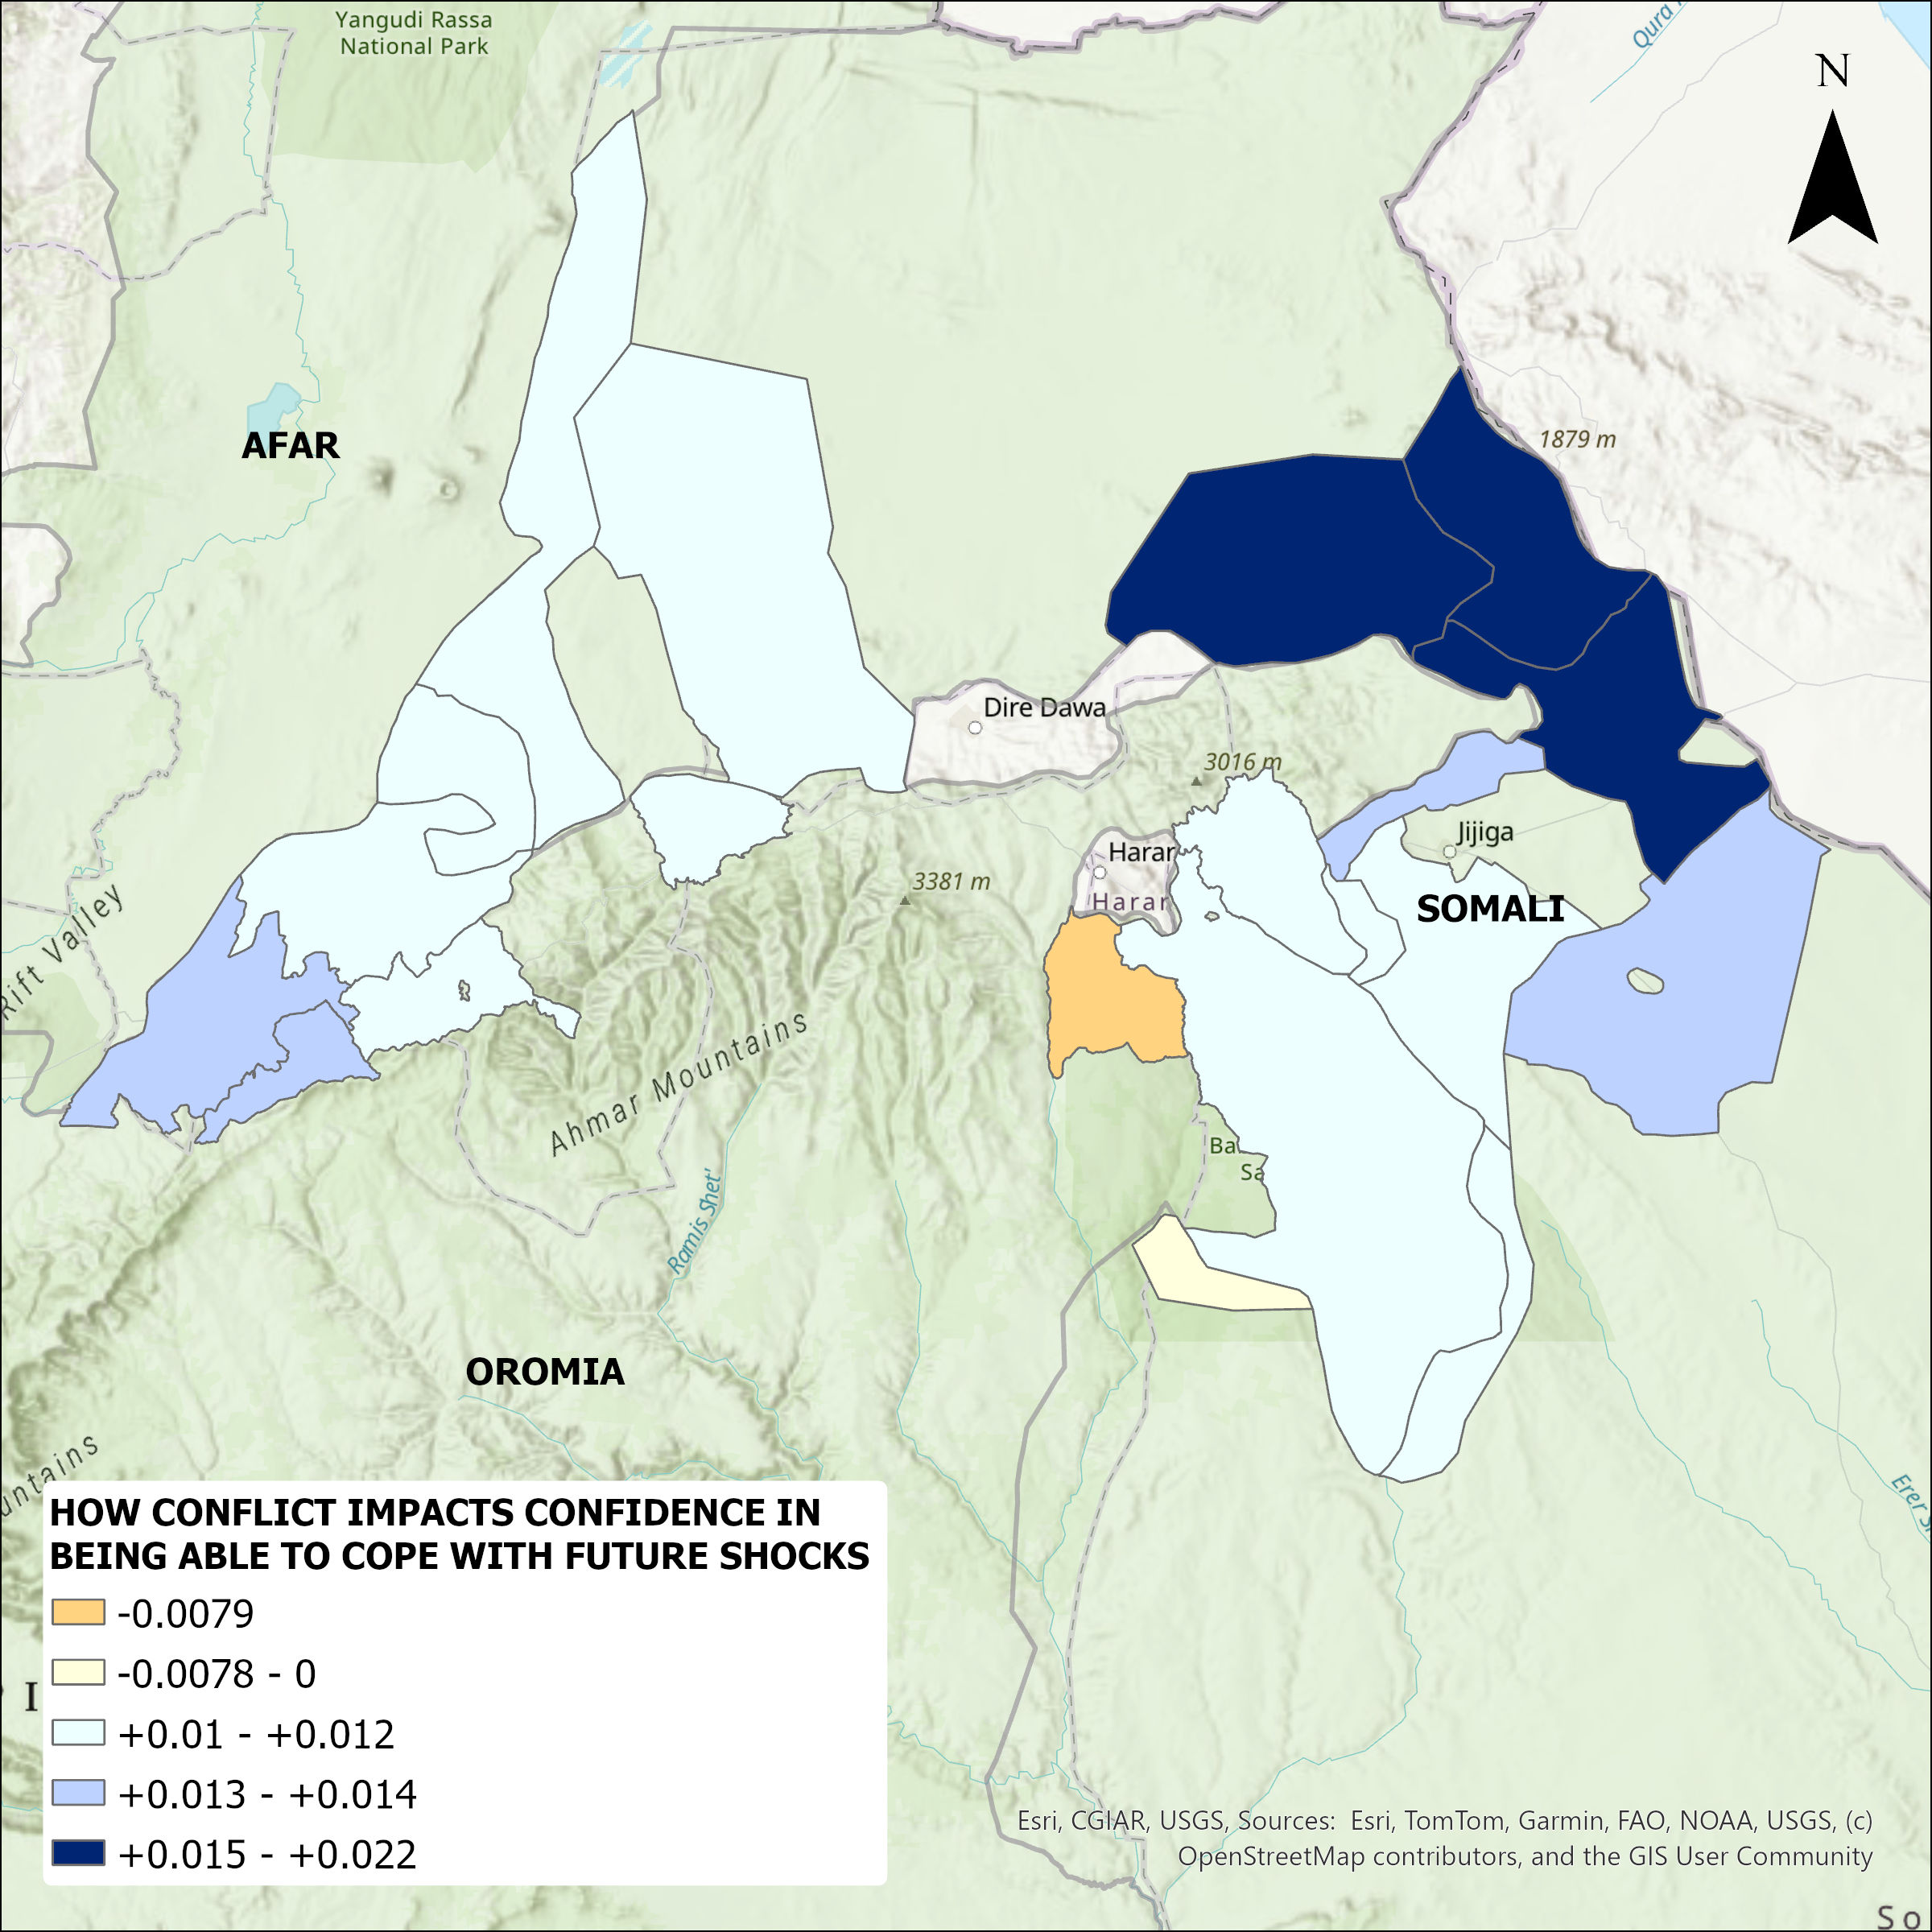 Yangudi Rassa
National Park
N
AFAR
1879 m
Dire Dawa
3016 m
Jijiga
Harar
3381 m
Harar
SOMALI
Rift Valley
Ahmar Mountains
Ba
Sa
Ramis Shet'
OROMIA
untains
Erer S
HOW CONFLICT IMPACTS CONFIDENCE IN
BEING ABLE TO COPE WITH FUTURE SHOCKS
-0.0079
-0.0078 - 0
I
+0.01 - +0.012
+0.013 - +0.014
+0.015 - +0.022
Esri, CGIAR, USGS, Sources: Esri, TomTom, Garmin, FAO, NOAA, USGS, (c)
OpenStreetMap contributors, and the GIS User Community
So